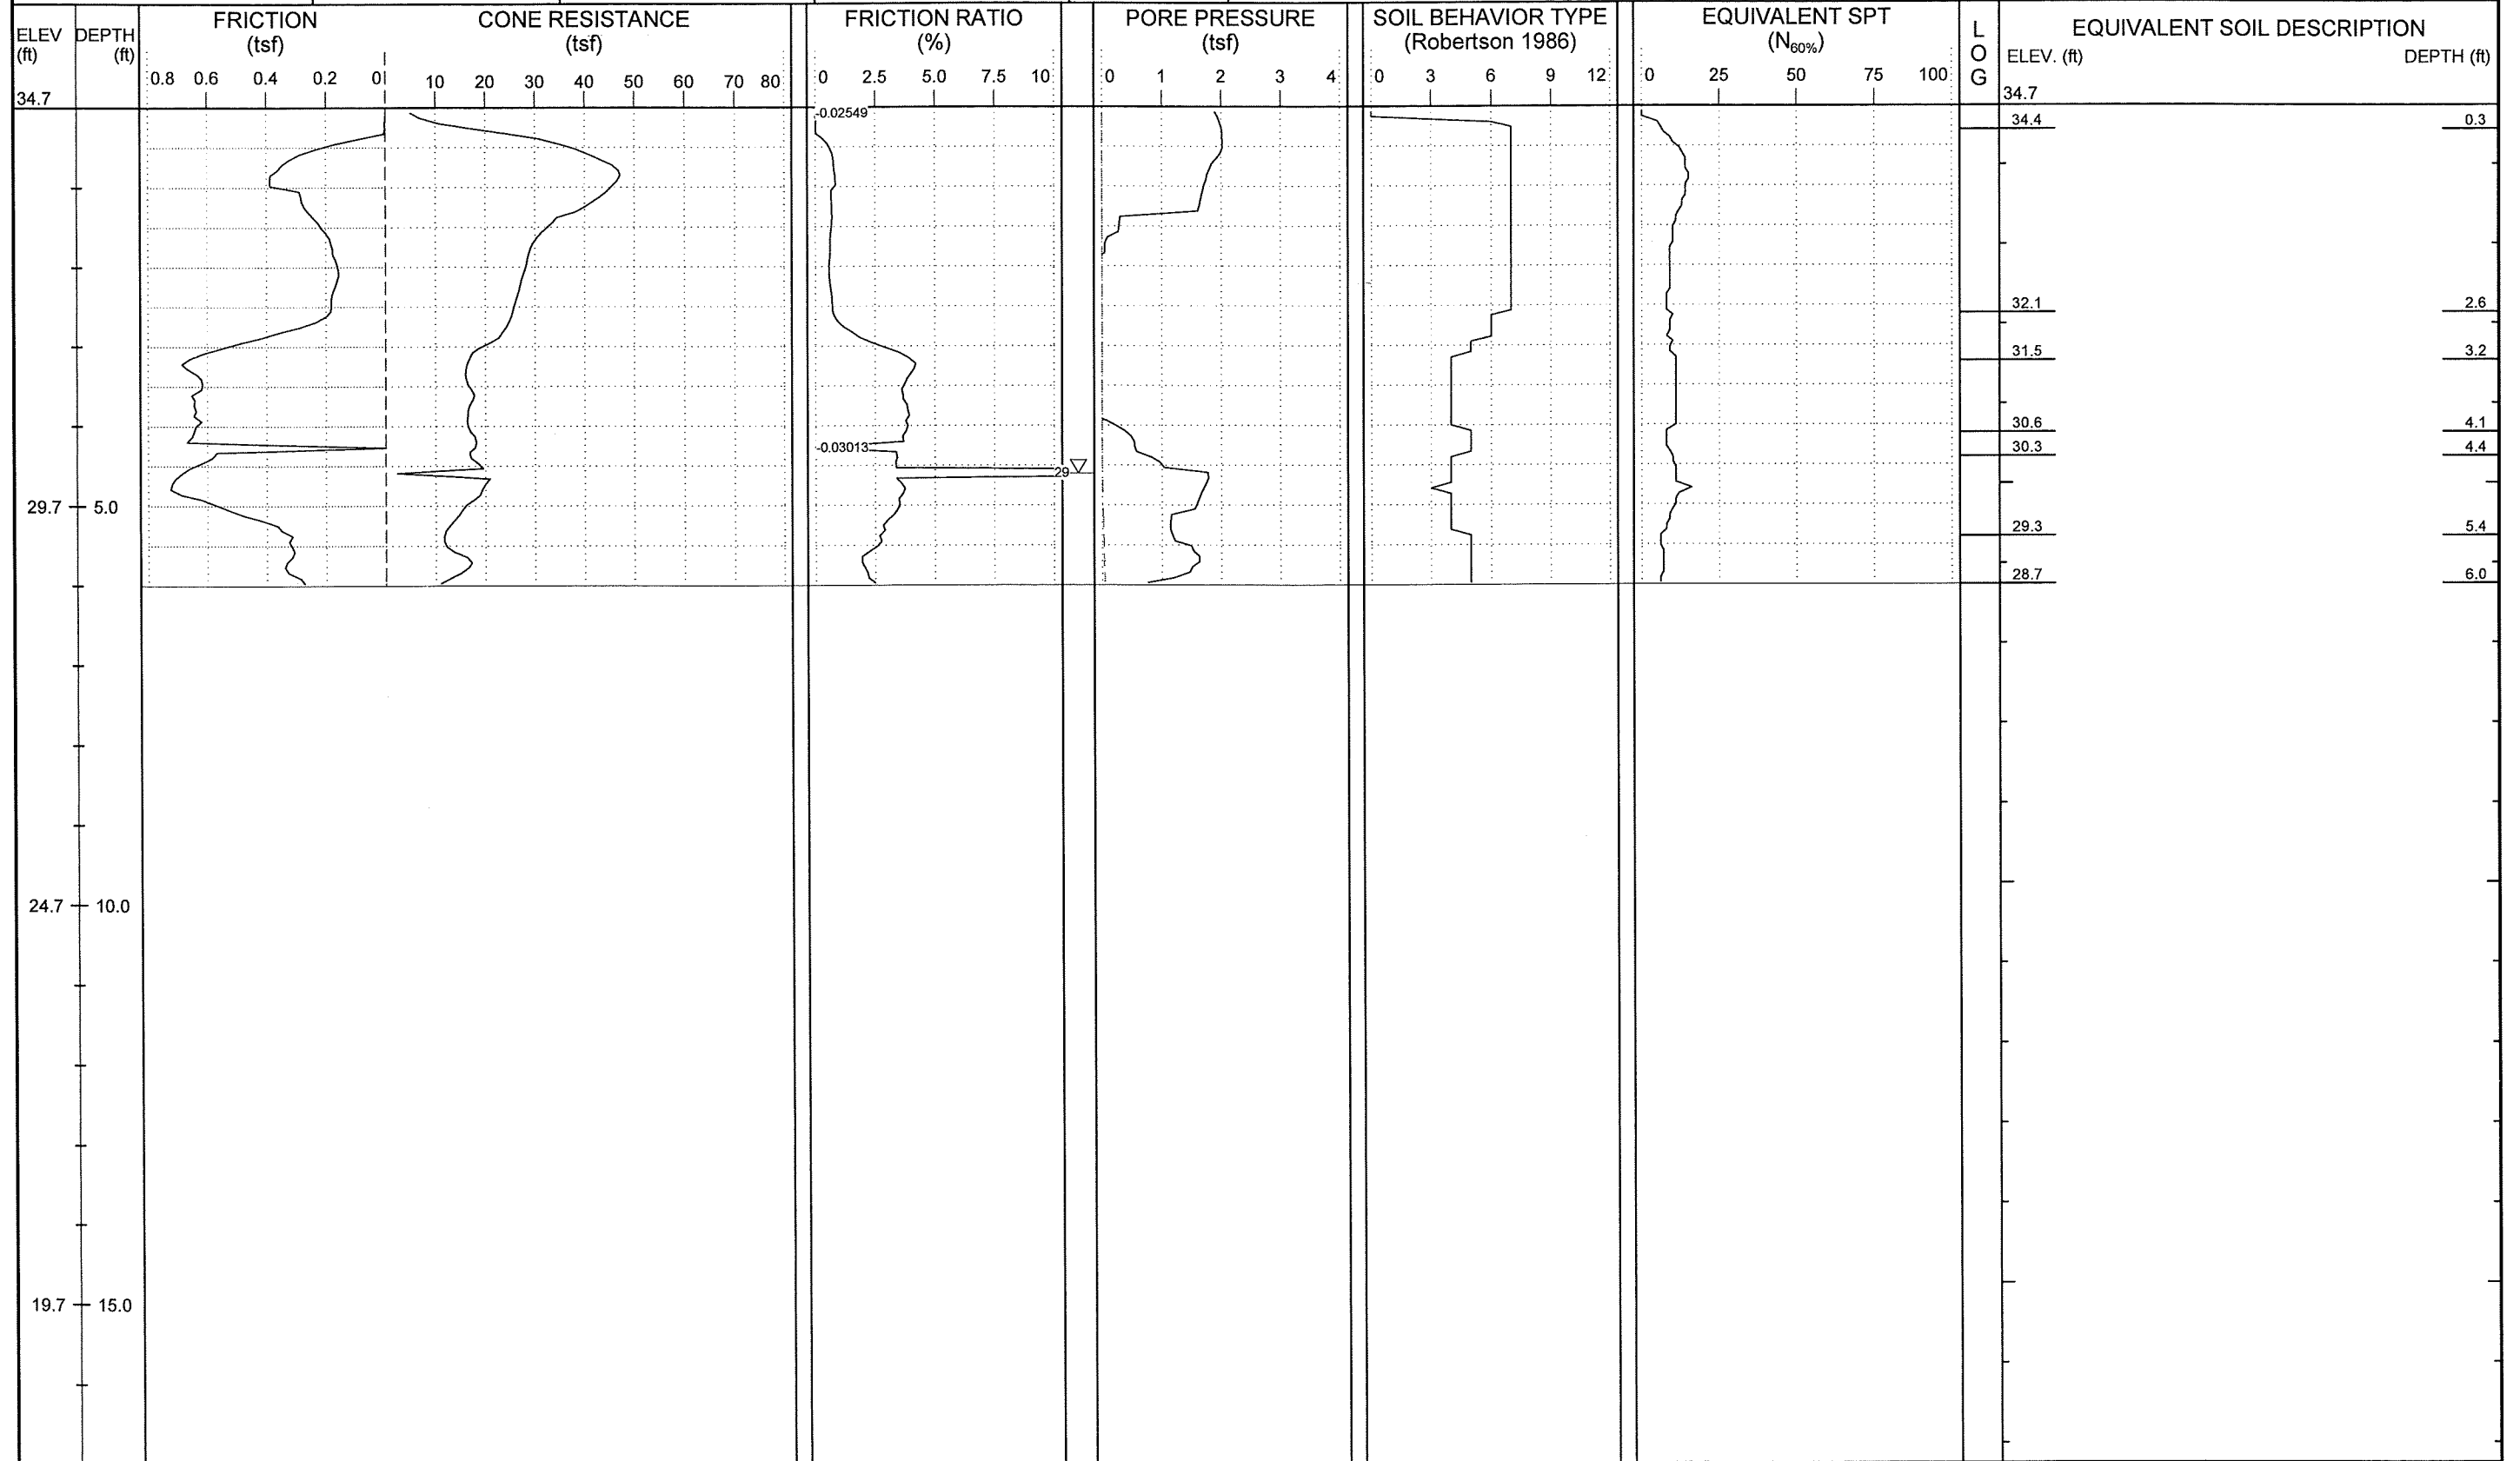 FRICTION CONE RESISTANCE FRICTION RATIO PORE PRESSURE SOIL BEHAVIOR TYPE EQUIVALENT SPT
ELEV DEPTH (tsf) (tsf) (%) (tsf) (Robertson 1986) (N60%) L EQUIVALENT SOIL DESCRIPTION
(ft) (ft) O ELEV. (ft) DEPTH (ft)
0.8 0.6 0.4 0.2 0 10 20 30 40 50 60 70 80 0 2.5 5.0 7.5 10 0 1 2 3 4 0 3 6 9 12 0 25 50 75 100 G
34.7 34.7
-0.02549 34.4 0.3
32.1 2.6
31.5 3.2
30.6 4.1
-0.03013 30.3 4.4
29
29.7 5.0
29.3 5.4
28.7 6.0
24.7 10.0
19.7 15.0